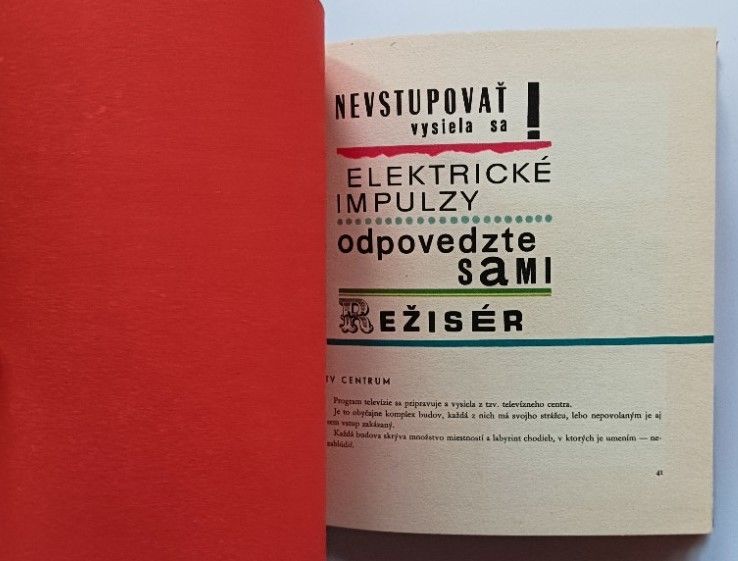 NEVSTUPOVAŤ !
vysiela sa
ELEKTRICKÉ
IMPULZY
odpovedzte
SaMI
REŽISÉR
TV CENTRUM
Program televízie sa pripravuje a vysiela z tzv. televízneho centra.
Je to obyčajne komplex budov, každá z nich má svojho strážcu, lebo nepovolaným je aj
sem vstup zakázaný.
Každá budova skrýva množstvo miestností a labyrint chodieb, v ktorých je umením — ne-
zablúdiť.
41